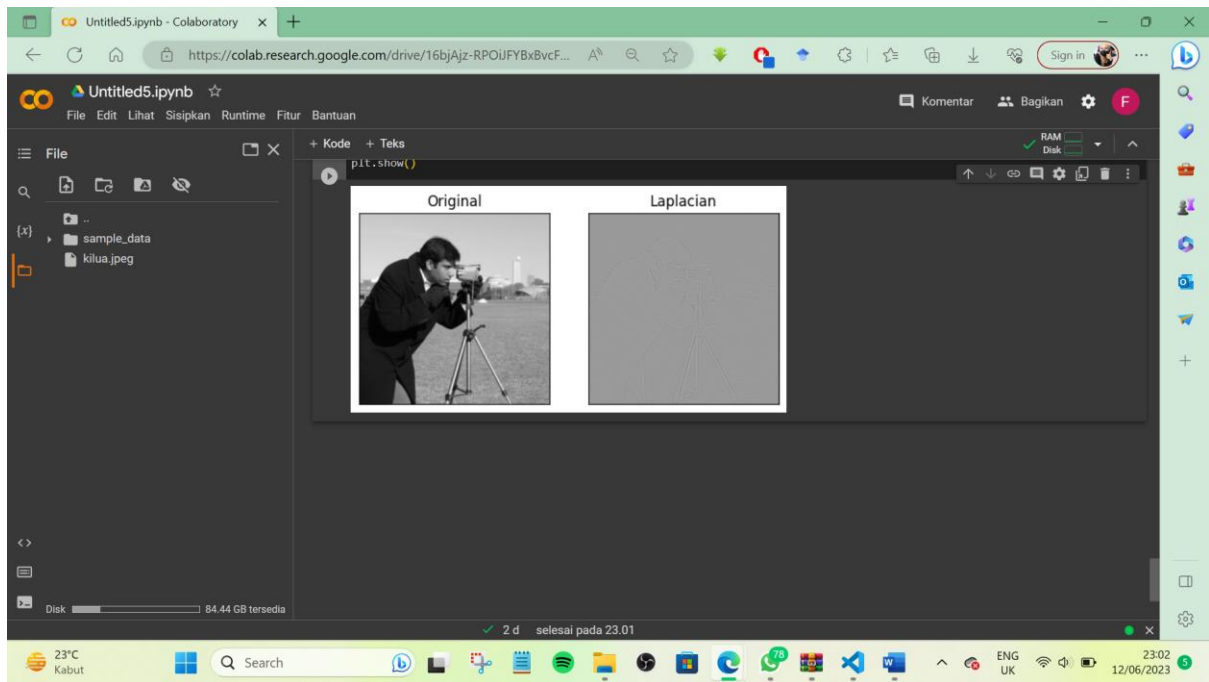 Untitled5.ipynb - Colaboratory
https://colab.research.google.com/drive/16bjAjz-RPOiJFYBxBvcF...
Sign in
Untitled5.ipynb
File Edit Lihat Sisipkan Runtime Fitur Bantuan
Komentar
Bagikan
F
File
+ Kode + Teks
RAM
Disk
plt.show()
{x}
..
sample_data
kilua.jpeg
Original
Laplacian
Disk
84.44 GB tersedia
2 d selesai pada 23.01
23°C
Kabut
Search
78
ENG
UK
23:02
12/06/2023
5